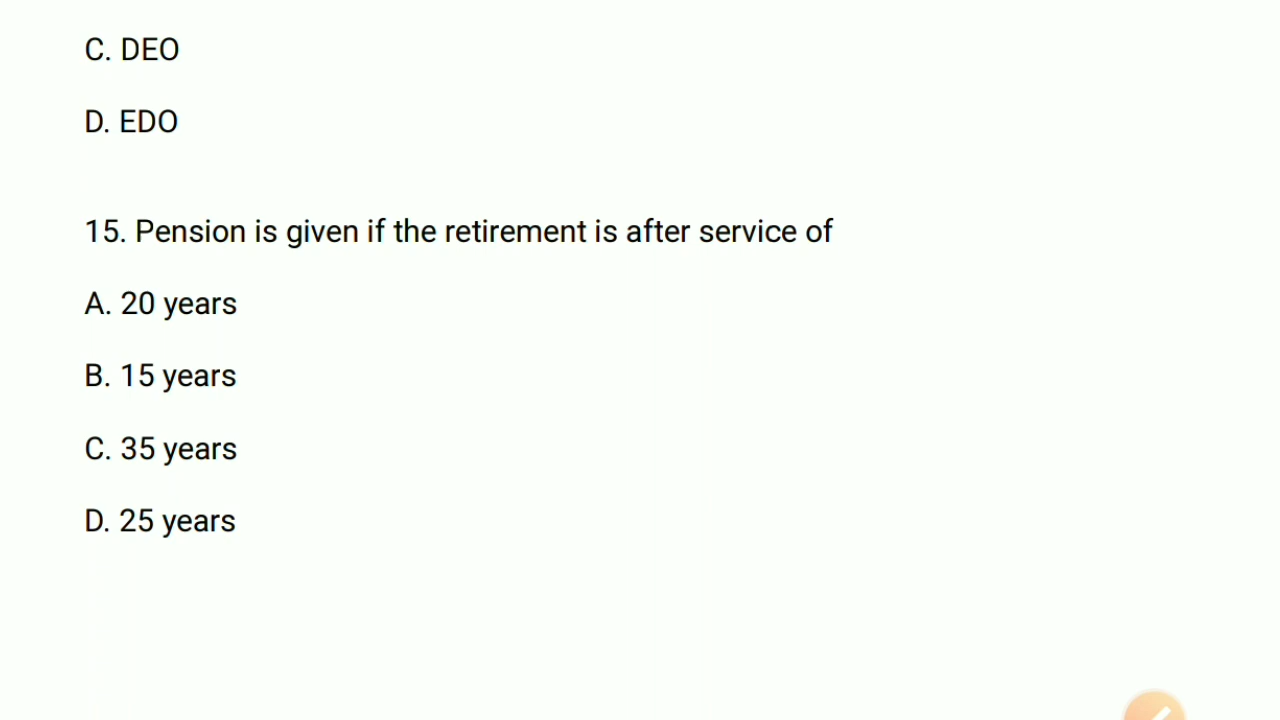 C. DEO
D. EDO
15. Pension is given if the retirement is after service of
A. 20 years
B. 15 years
C. 35 years
D. 25 years